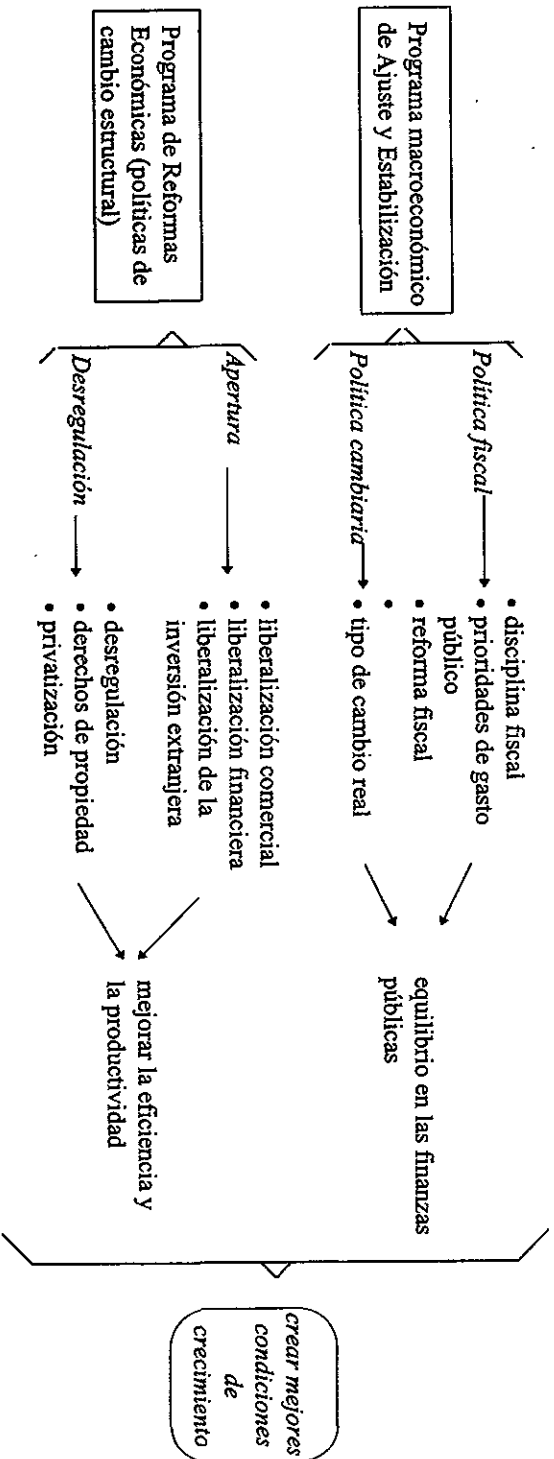 Programa macroeconómico
de Ajuste y Estabilización
Política fiscal
• disciplina fiscal
• prioridades de gasto
público
• reforma fiscal
•
Política cambiaria
• tipo de cambio real
equilibrio en las finanzas
públicas
Programa de Reformas
Económicas (políticas de
cambio estructural)
Apertura
• liberalización comercial
• liberalización financiera
• liberalización de la
inversión extranjera
Desregulación
• desregulación
• derechos de propiedad
• privatización
mejorar la eficiencia y
la productividad
crear mejores
condiciones
de
crecimiento